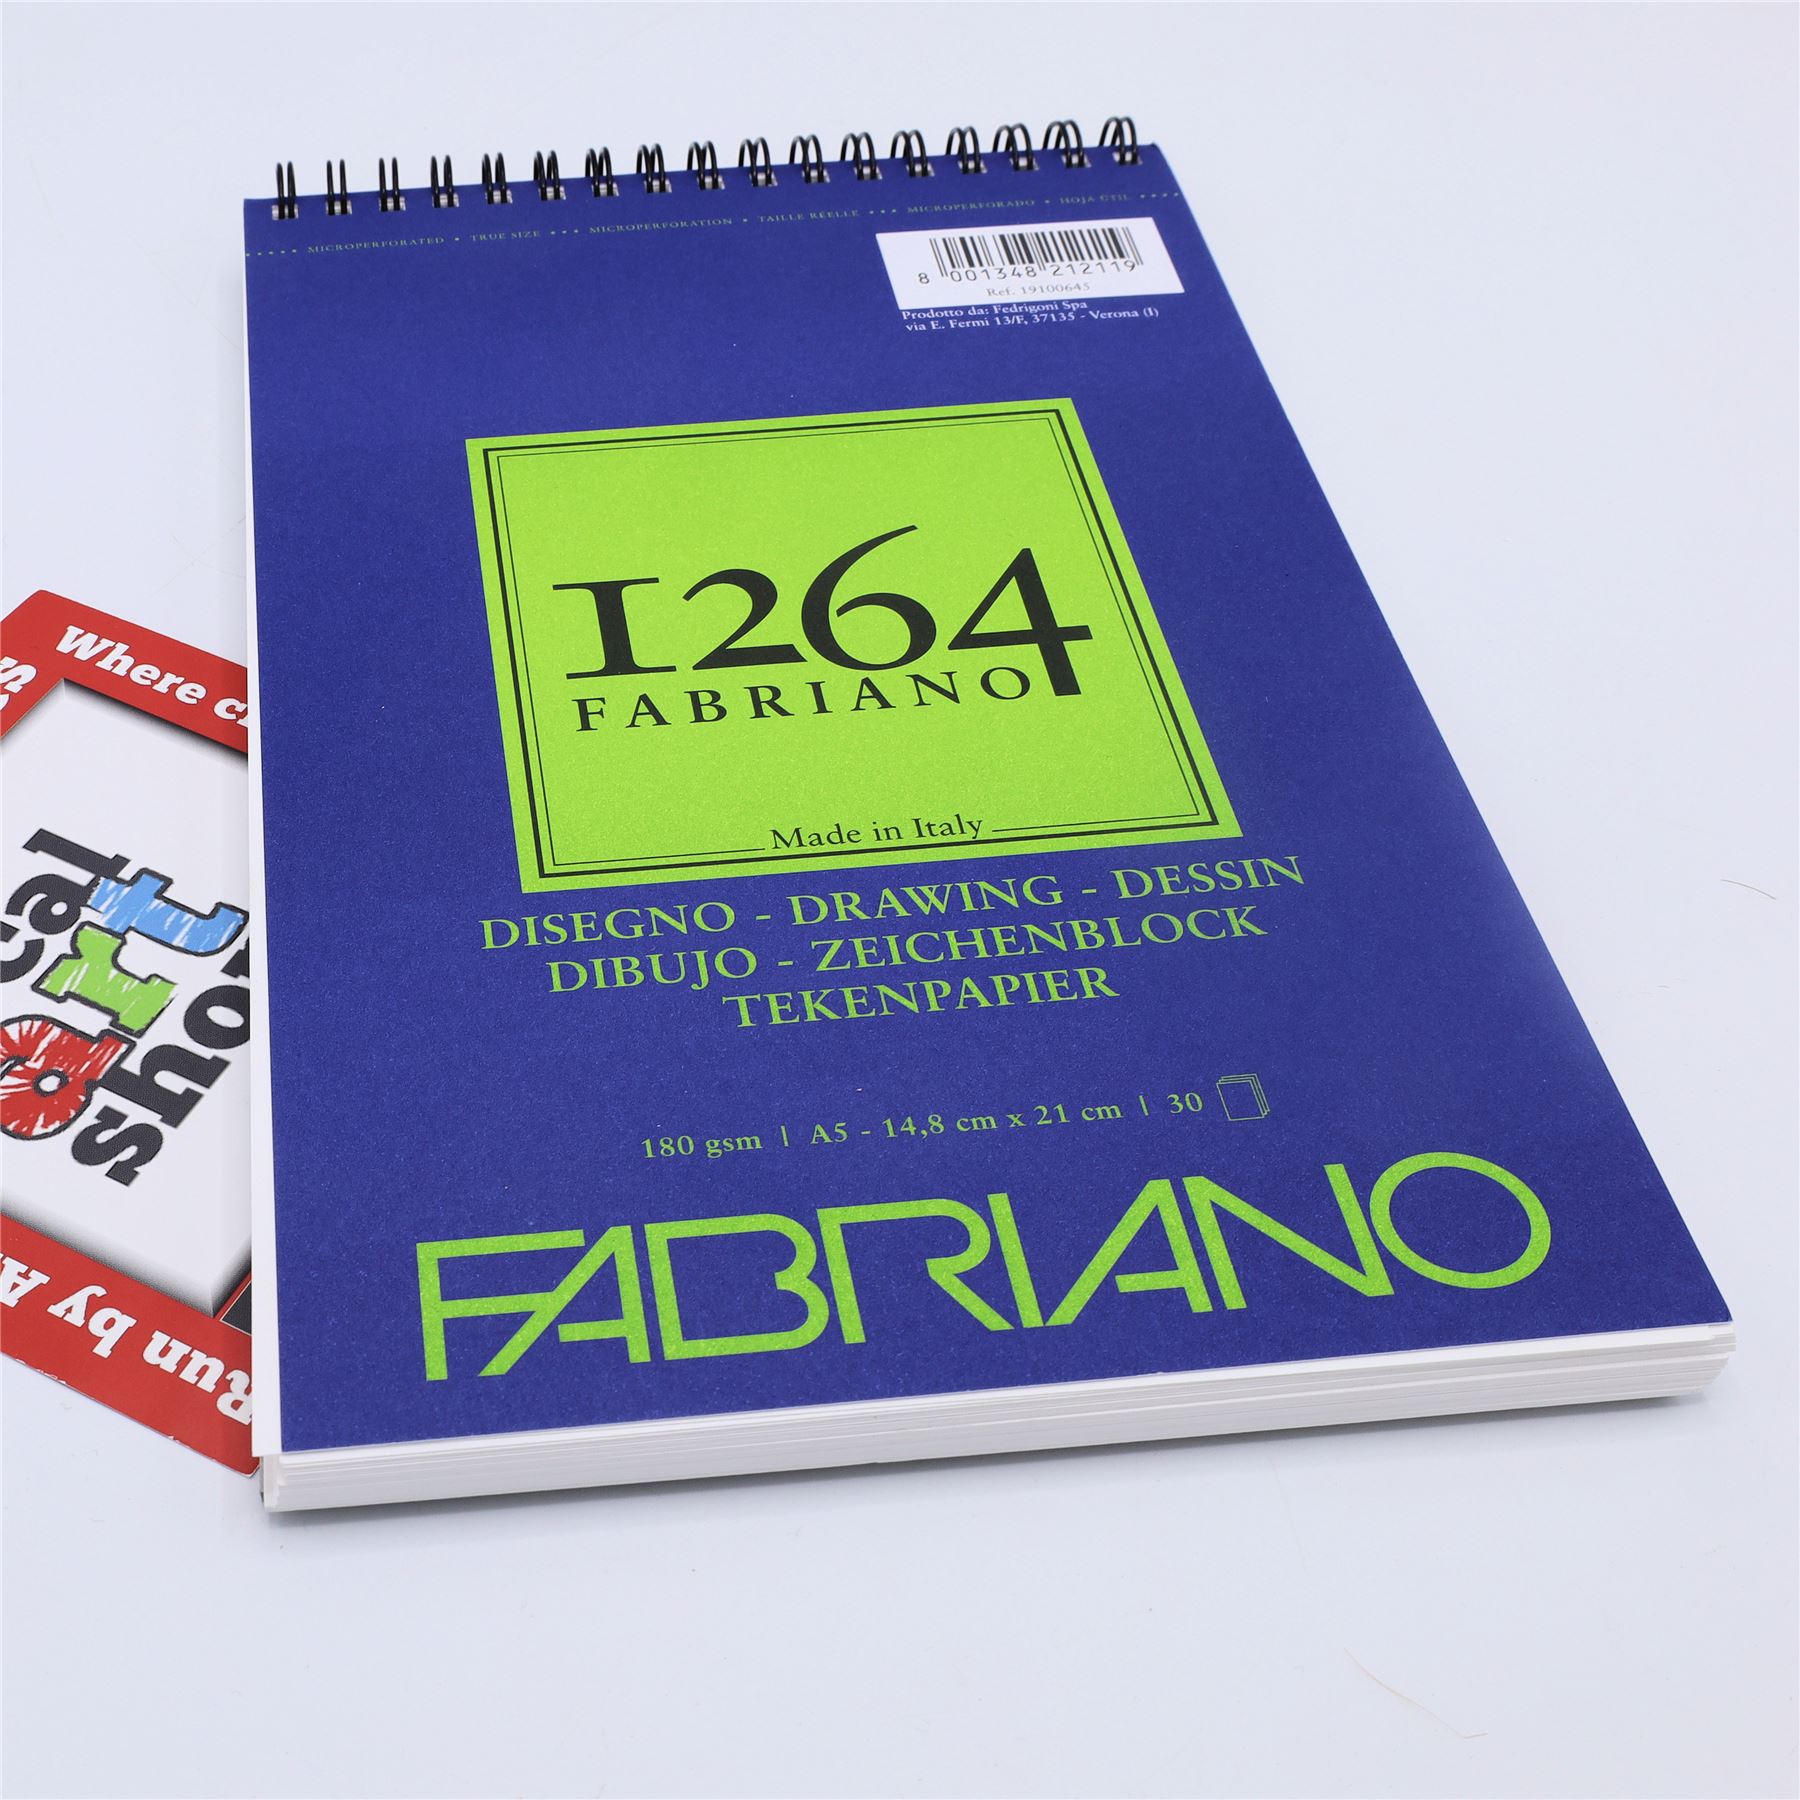 MICROPERFORATED • TRUE SIZE • • • MICROPERFORATION • TAILLE RÉELLE • • • MICROPERFORADO • HOJA ÚTIL
8 001348 212119
Ref. 19100645
Prodotto da: Fedrigoni Spa
via E. Fermi 13/F, 37135 - Verona (I)
1264
FABRIANO
Made in Italy
DISEGNO - DRAWING - DESSIN
DIBUJO - ZEICHENBLOCK
TEKENPAPIER
180 gsm | A5 - 14,8 cm x 21 cm | 30
FABRIANO
Where
cal
art
shop
Run by